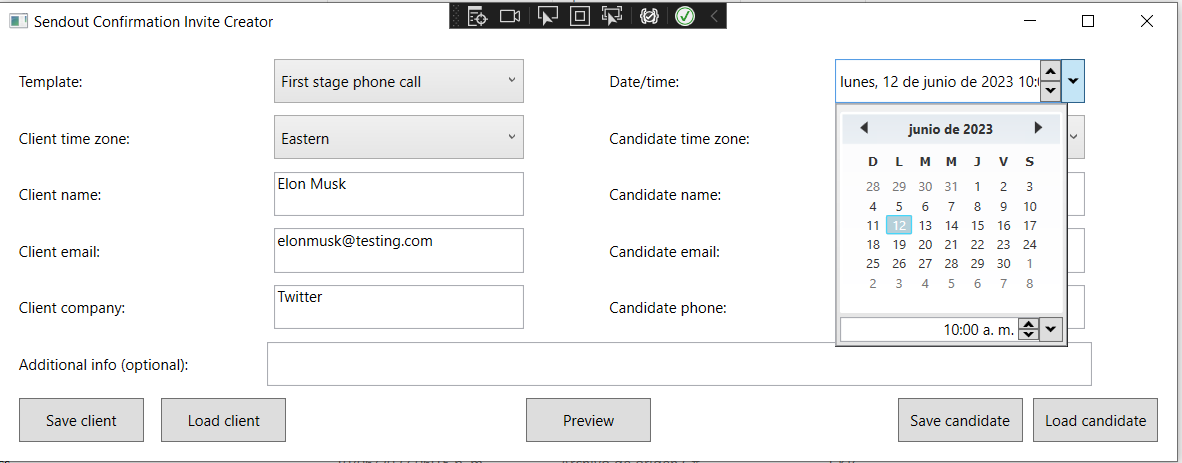 Sendout Confirmation Invite Creator
Template: First stage phone call Date/time: lunes, 12 de junio de 2023 10:
Client time zone: Eastern Candidate time zone:
Client name: Elon Musk Candidate name:
Client email: elonmusk@testing.com Candidate email:
Client company: Twitter Candidate phone:
junio de 2023
D L M M J V S
28 29 30 31 1 2 3
4 5 6 7 8 9 10
11 12 13 14 15 16 17
18 19 20 21 22 23 24
25 26 27 28 29 30 1
2 3 4 5 6 7 8
10:00 a. m.
Additional info (optional):
Save client Load client Preview Save candidate Load candidate